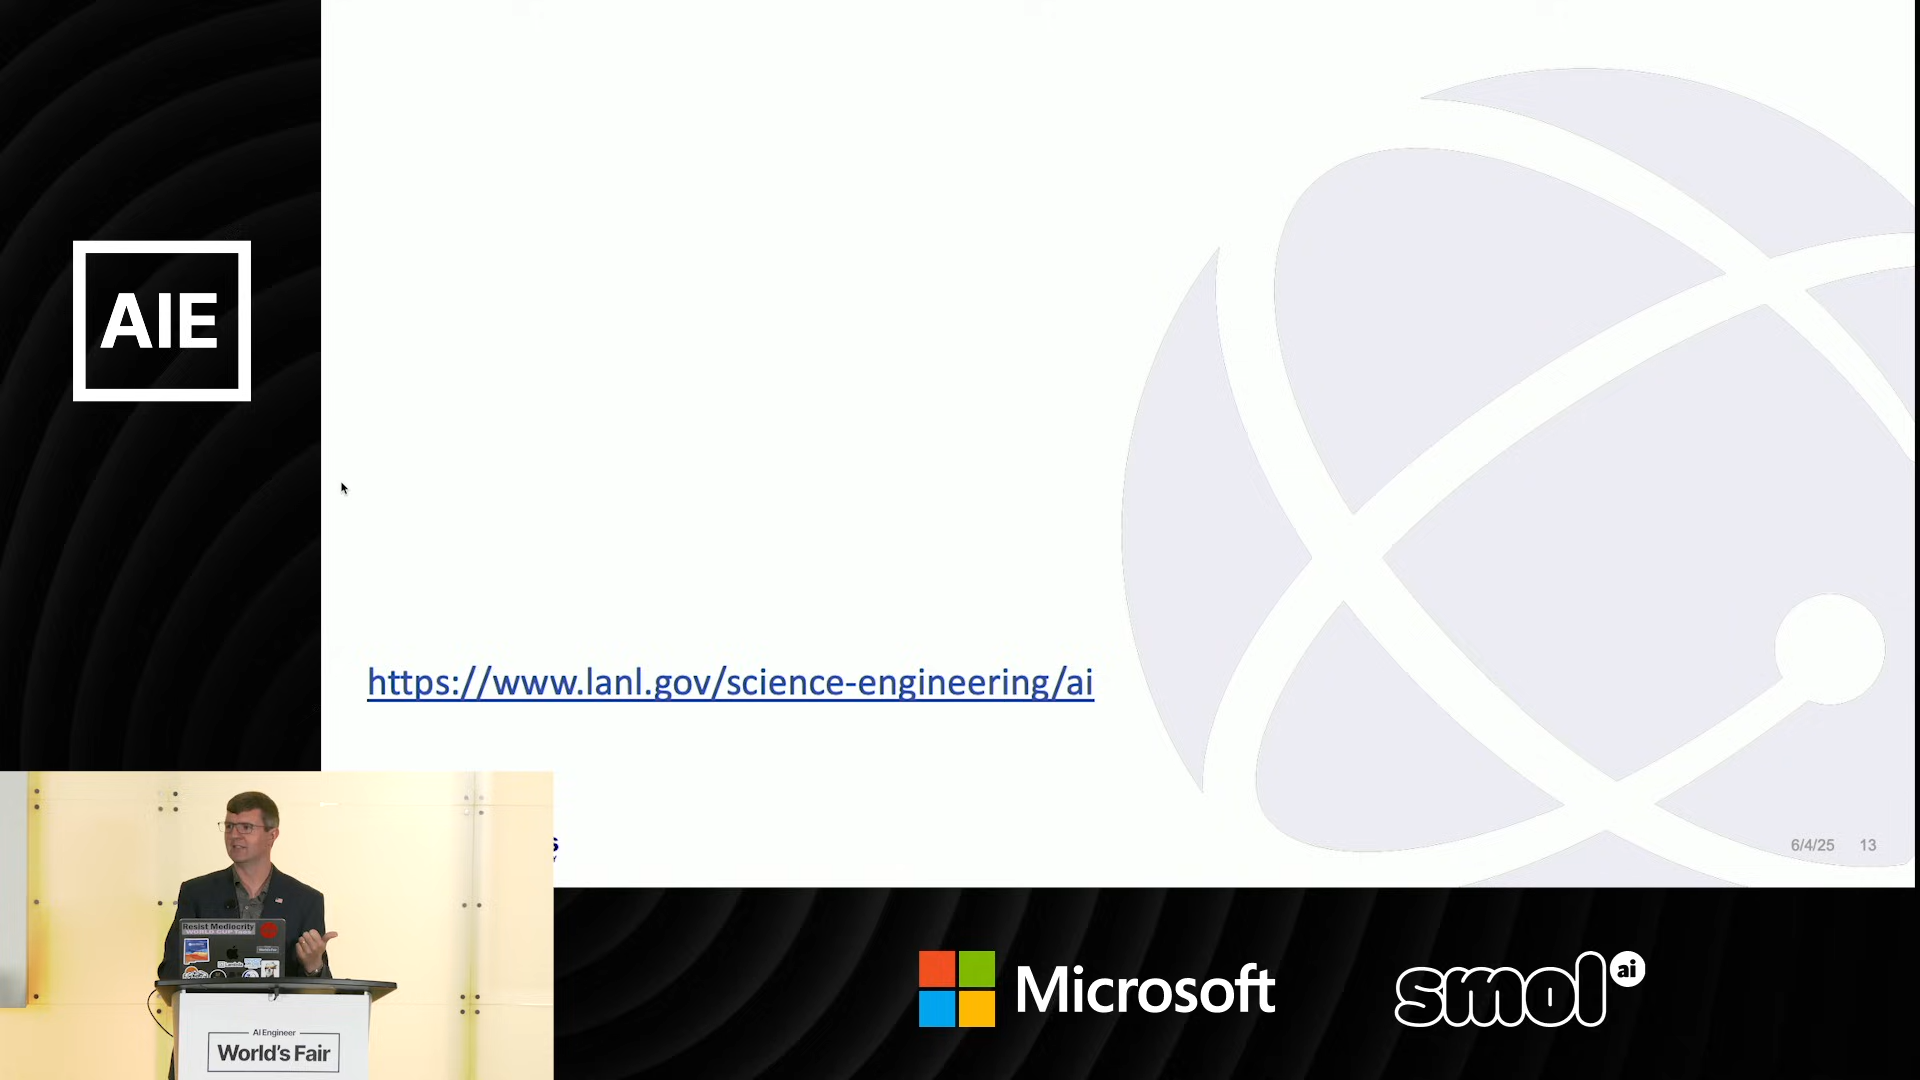 AIE
https://www.lanl.gov/science-engineering/ai
6/4/25 13
Resist Mediocrity
AI Engineer
World's Fair
Microsoft
smol ai